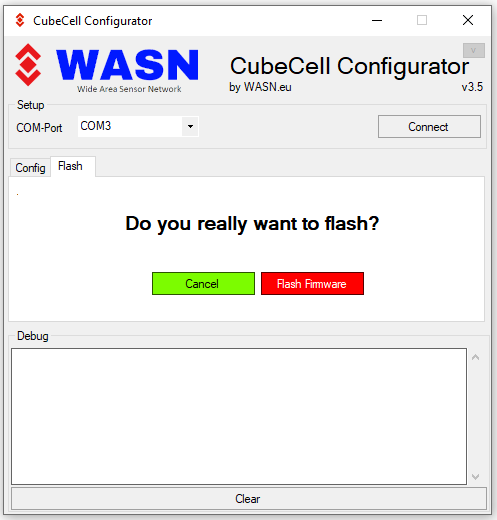 CubeCell Configurator
WASN
Wide Area Sensor Network
CubeCell Configurator
by WASN.eu
v3.5
v
Setup
COM-Port
COM3
Connect
Config
Flash
.
Do you really want to flash?
Cancel
Flash Firmware
Debug
Clear